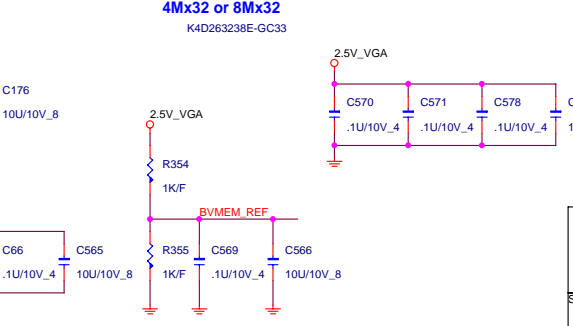 4Mx32 or 8Mx32
K4D263238E-GC33
2.5V_VGA
C176
10U/10V_8
C570
C571
C578
.1U/10V_4
.1U/10V_4
.1U/10V_4
2.5V_VGA
R354
1K/F
BVMEM_REF
C66
.1U/10V_4
C565
10U/10V_8
R355
1K/F
C569
.1U/10V_4
C566
10U/10V_8